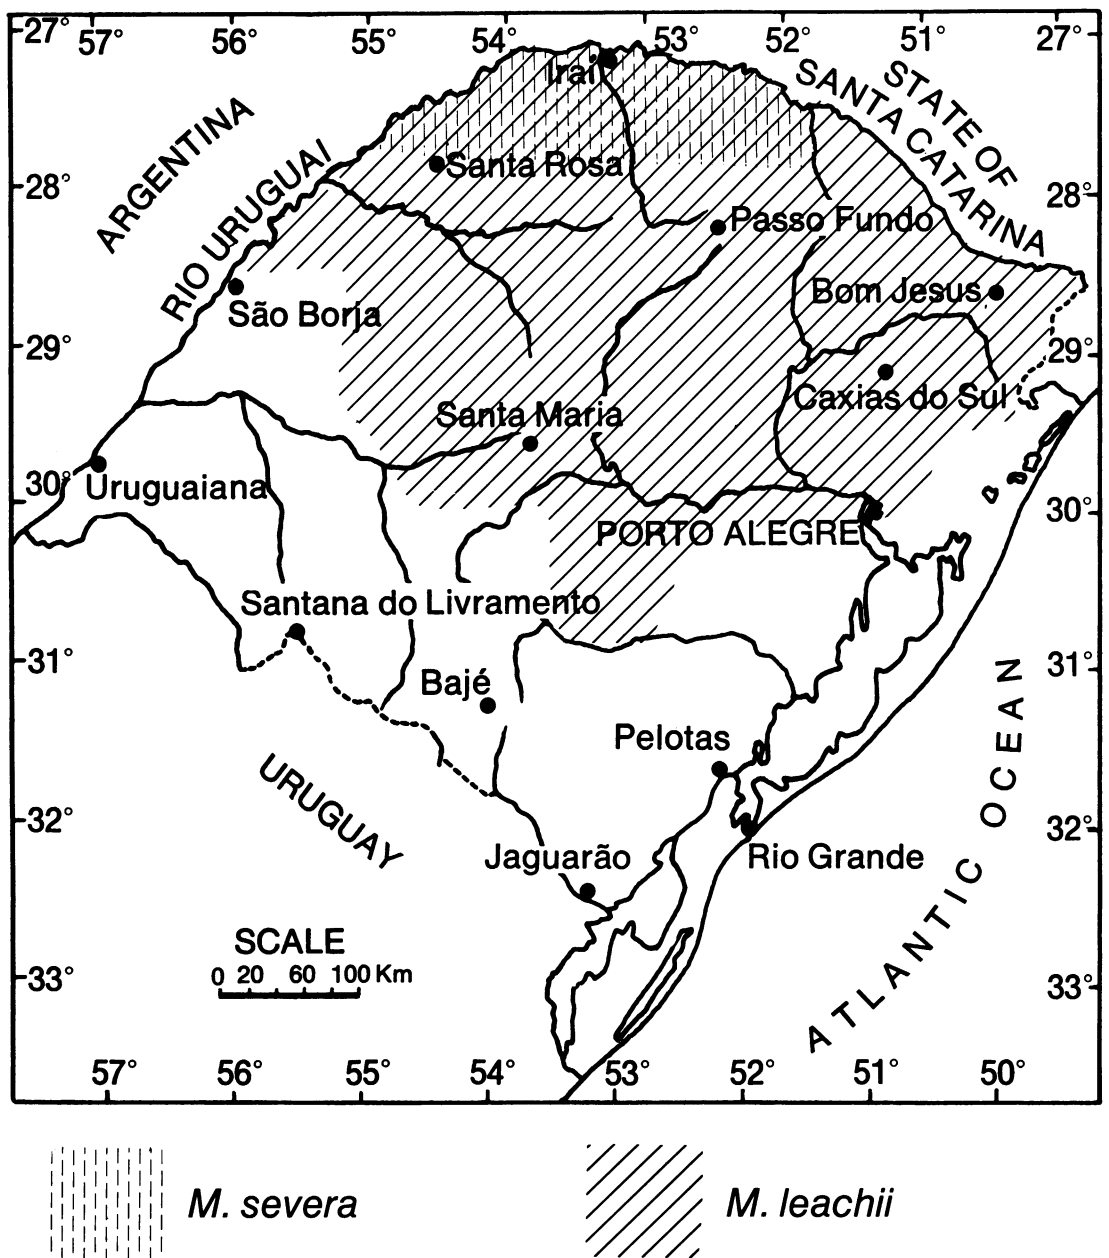 27° 57° 56° 55° 54° 53° 52° 51° 27°
Iraí
STATE OF
SANTA CATARINA
ARGENTINA
RIO URUGUAI
Santa Rosa
28° 28°
Passo Fundo
Bom Jesus
São Borja
29° 29°
Caxias do Sul
Santa Maria
30° Uruguaiana 30°
PORTO ALEGRE
Santana do Livramento
31° 31°
Bajé
Pelotas
URUGUAY
ATLANTIC OCEAN
32° 32°
Jaguarão
Rio Grande
SCALE
0 20 60 100 Km
33° 33°
57° 56° 55° 54° 53° 52° 51° 50°
M. severa
M. leachii